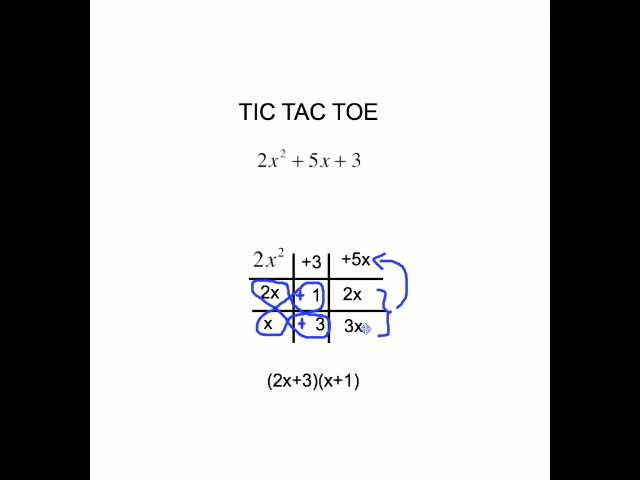 TIC TAC TOE
2x² + 5x + 3
2x² +3 +5x
2x + 1 2x
x + 3 3x
(2x+3)(x+1)